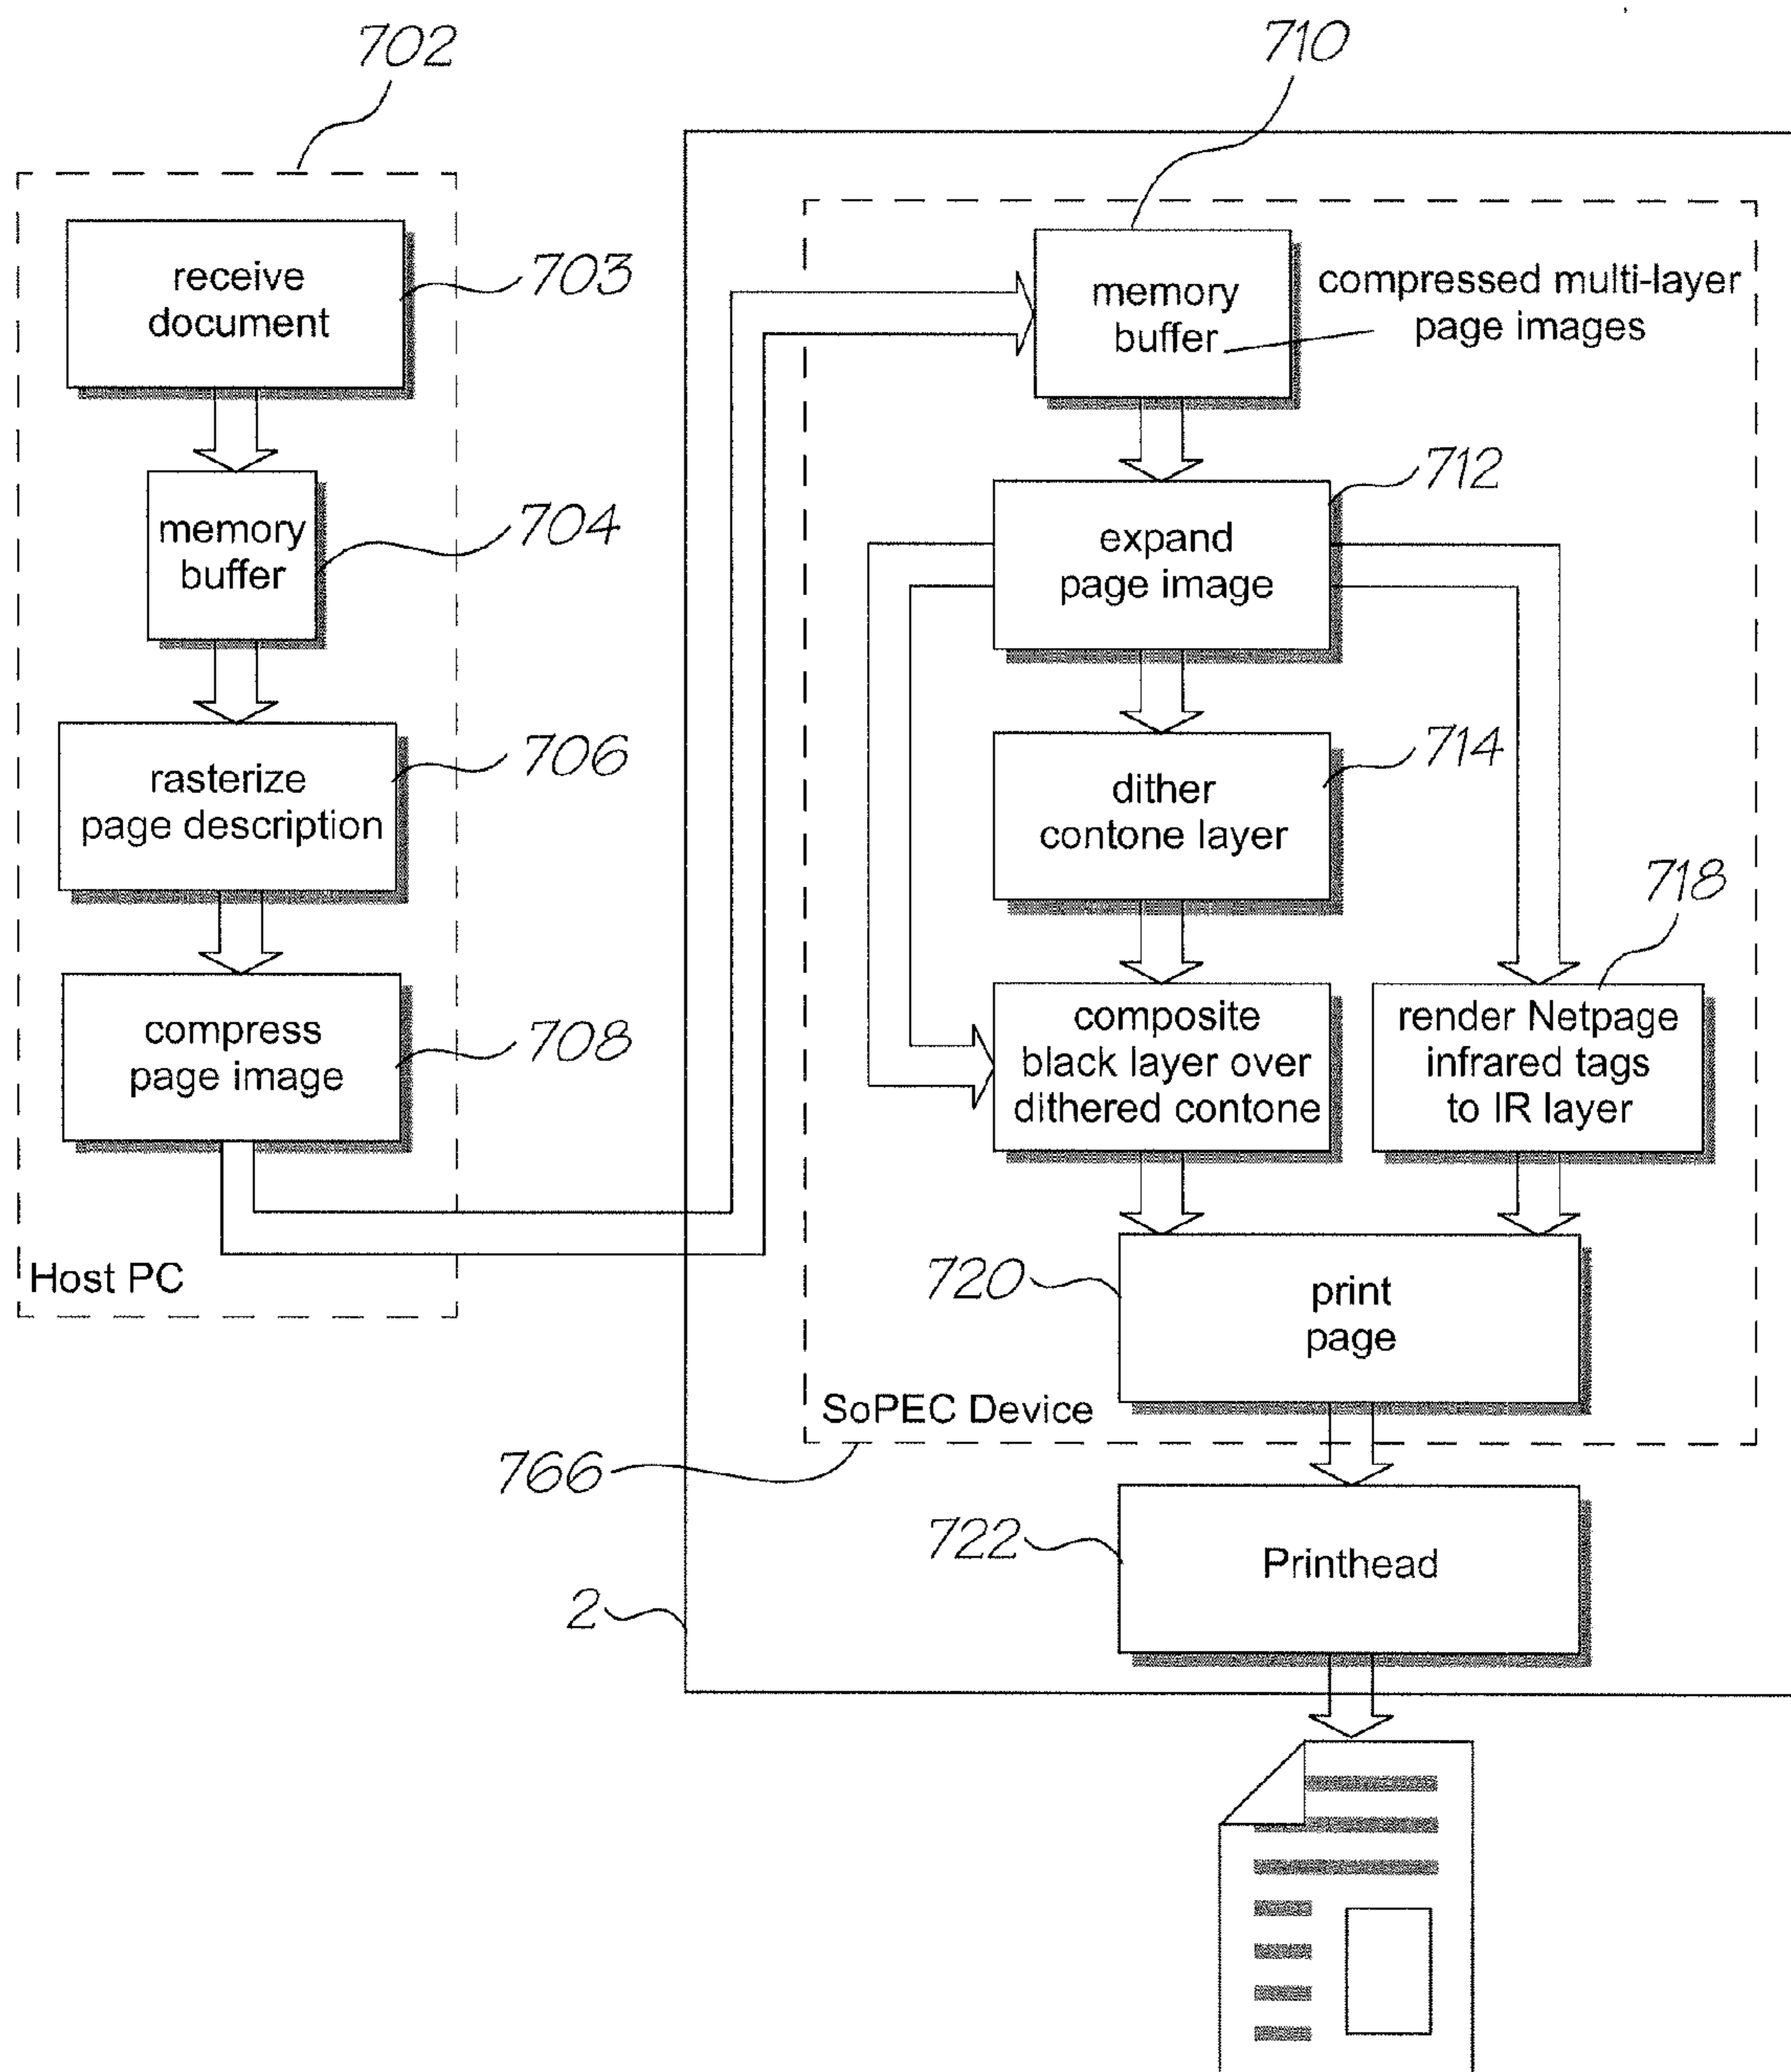 702
710
receive
document
703
memory
buffer
704
rasterize
page description
706
compress
page image
708
Host PC
memory
buffer
compressed multi-layer
page images
expand
page image
712
dither
contone layer
714
composite
black layer over
dithered contone
render Netpage
infrared tags
to IR layer
718
print
page
720
SoPEC Device
766
Printhead
722
2